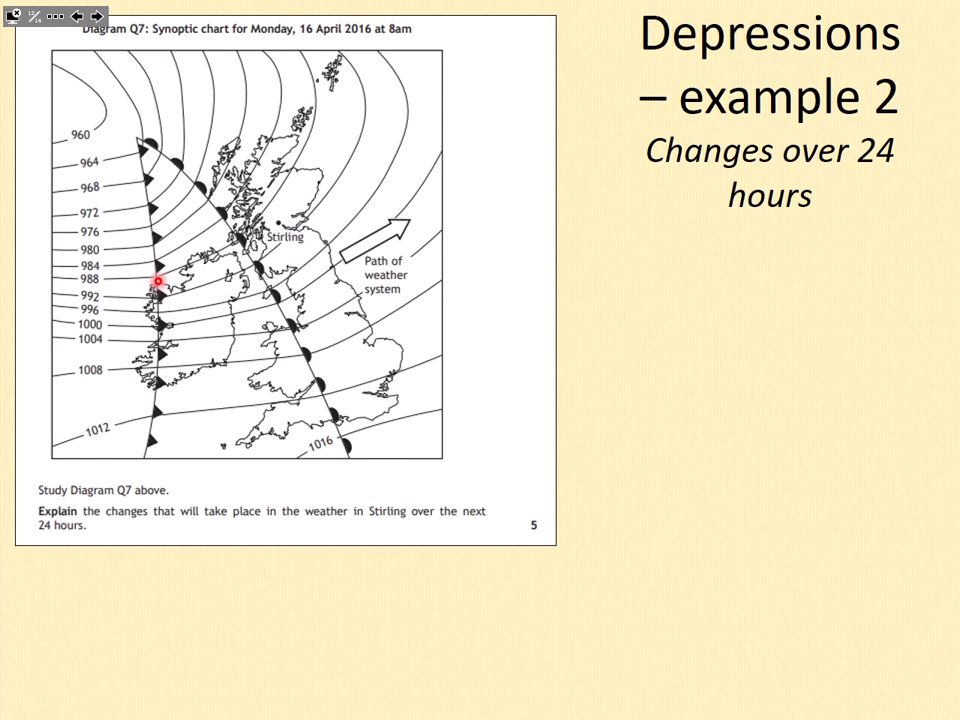 12/14
Diagram Q7: Synoptic chart for Monday, 16 April 2016 at 8am
Depressions
– example 2
Changes over 24
hours
960
964
968
972
976
980
984
988
992
996
1000
1004
1008
1012
1016
Stirling
Path of
weather
system
Study Diagram Q7 above.
Explain the changes that will take place in the weather in Stirling over the next
24 hours.
5